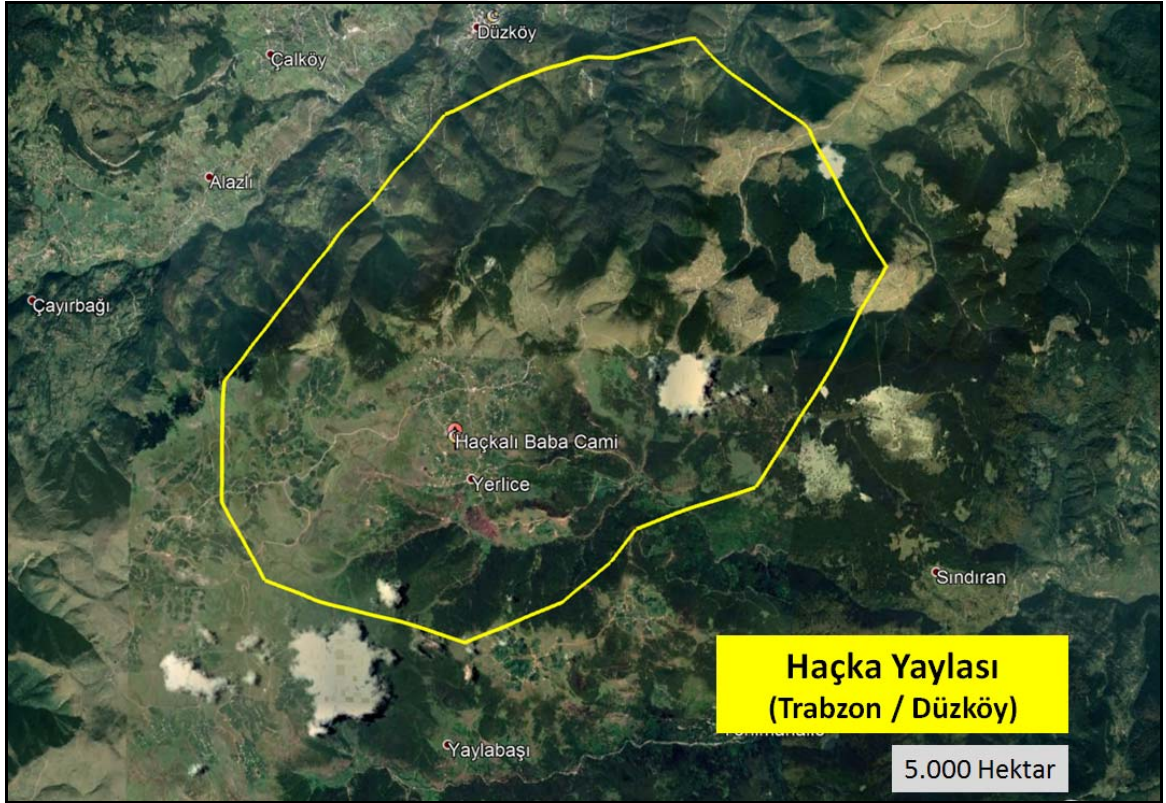 Düzköy
Çalköy
Alazlı
Çayırbağı
Haçkalı Baba Cami
Yerlice
Sındıran
Haçka Yaylası
(Trabzon / Düzköy)
Yaylabaşı
5.000 Hektar